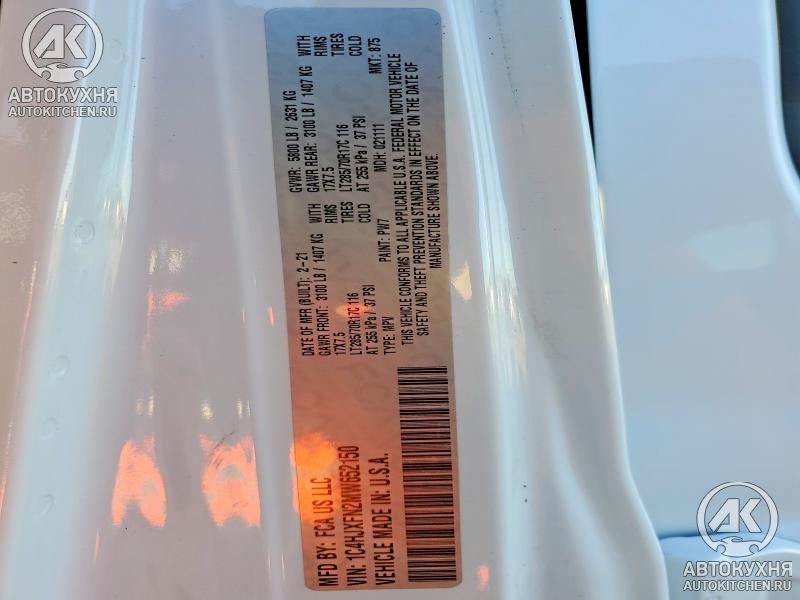 MFD BY: FCA US LLC
DATE OF MFR (BUILT): 2-21
GVWR: 5800 LB / 2631 KG
GAWR FRONT: 3100 LB / 1407 KG WITH
GAWR REAR: 3100 LB / 1407 KG WITH
17X7.5 RIMS
17X7.5 RIMS
LT285/70R17C 116 TIRES
LT285/70R17C 116 TIRES
AT 255 kPa / 37 PSI COLD
AT 255 kPa / 37 PSI COLD
VIN: 1C4HJXFN2MW652150
TYPE: MPV
PAINT: PW7
MDH: 021111
MKT: 875
VEHICLE MADE IN: U.S.A.
THIS VEHICLE CONFORMS TO ALL APPLICABLE U.S.A. FEDERAL MOTOR VEHICLE
SAFETY AND THEFT PREVENTION STANDARDS IN EFFECT ON THE DATE OF
MANUFACTURE SHOWN ABOVE.
АК
АВТОКУХНЯ
AUTOKITCHEN.RU
АК
АВТОКУХНЯ
AUTOKITCHEN.RU